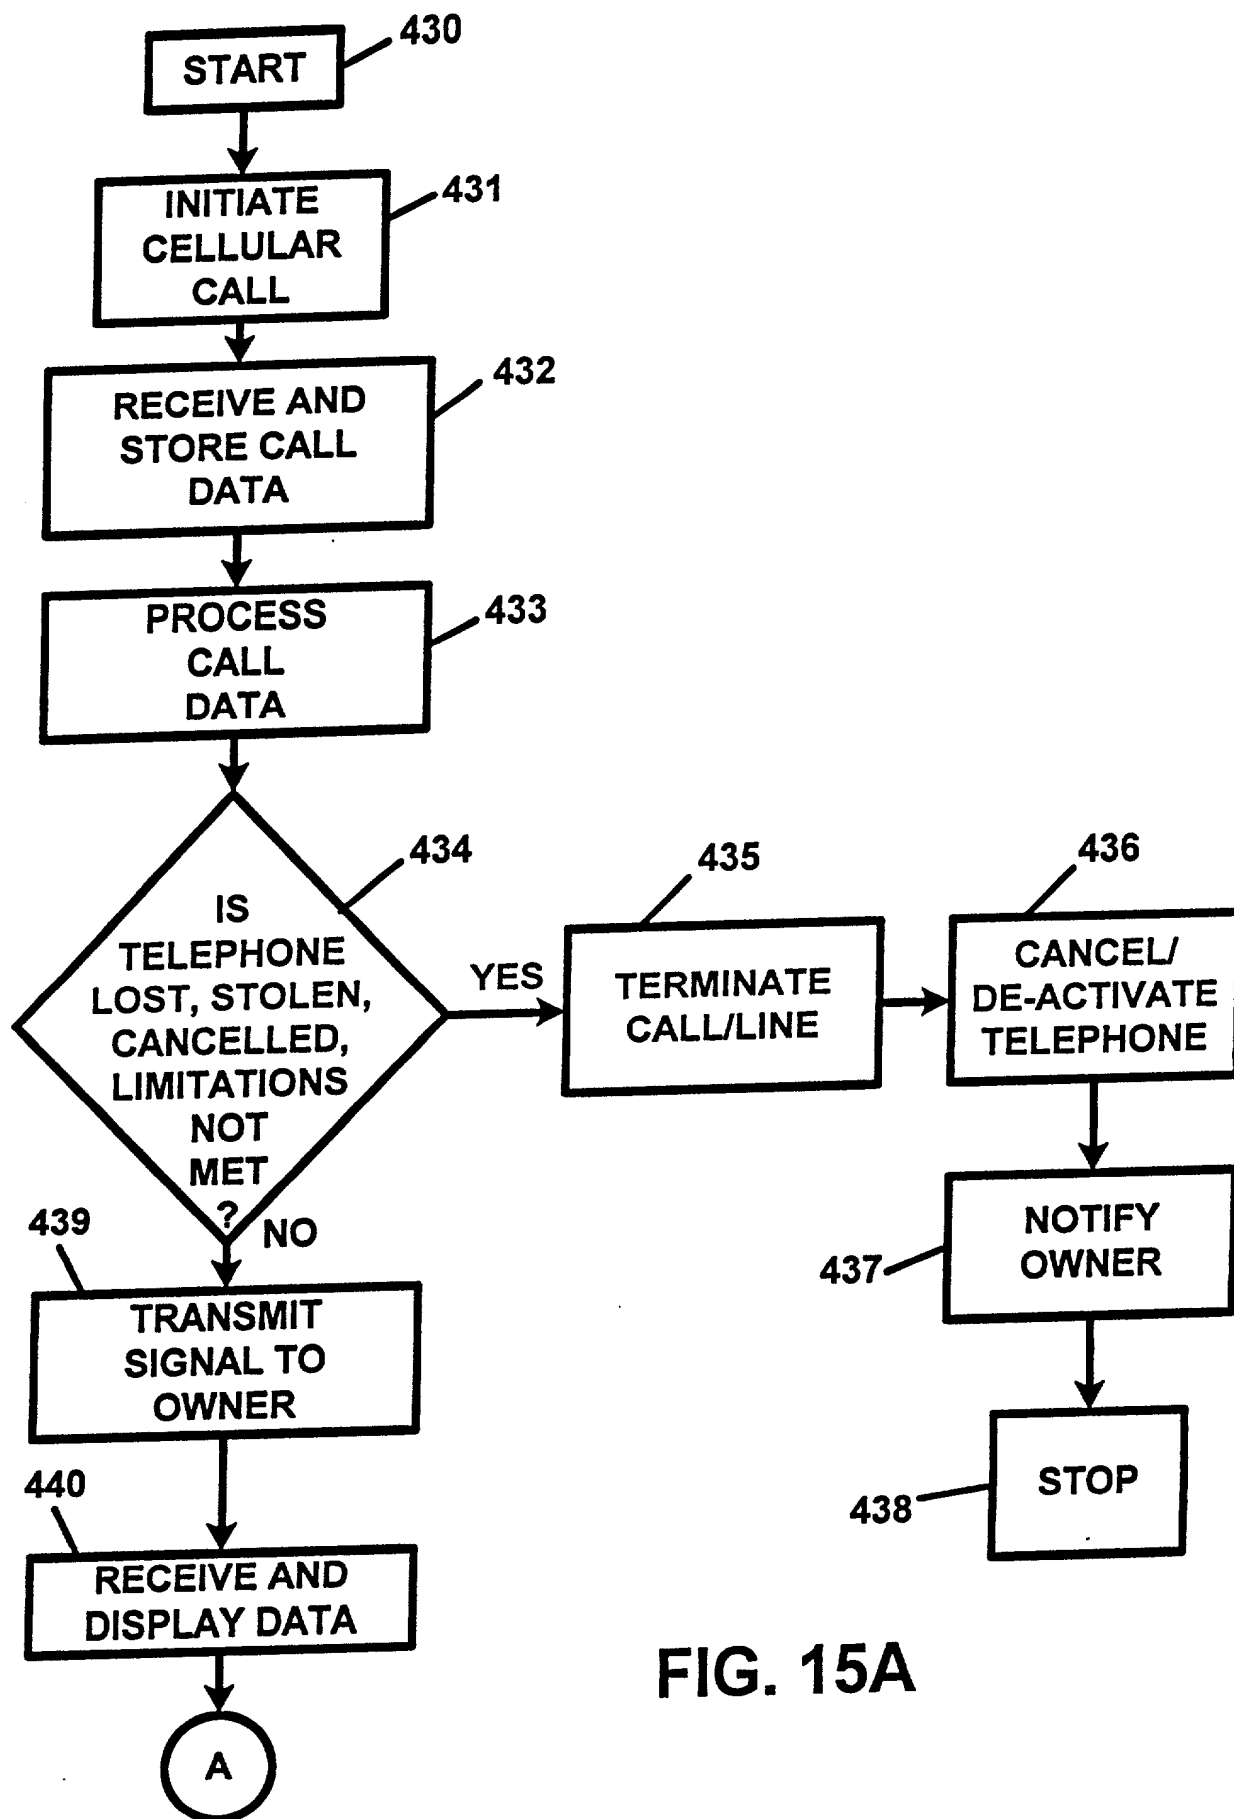 430
START
431
INITIATE
CELLULAR
CALL
432
RECEIVE AND
STORE CALL
DATA
433
PROCESS
CALL
DATA
434
IS
TELEPHONE
LOST, STOLEN,
CANCELLED,
LIMITATIONS
NOT
MET
?
YES
435
TERMINATE
CALL/LINE
436
CANCEL/
DE-ACTIVATE
TELEPHONE
437
NOTIFY
OWNER
438
STOP
NO
439
TRANSMIT
SIGNAL TO
OWNER
440
RECEIVE AND
DISPLAY DATA
A
FIG. 15A